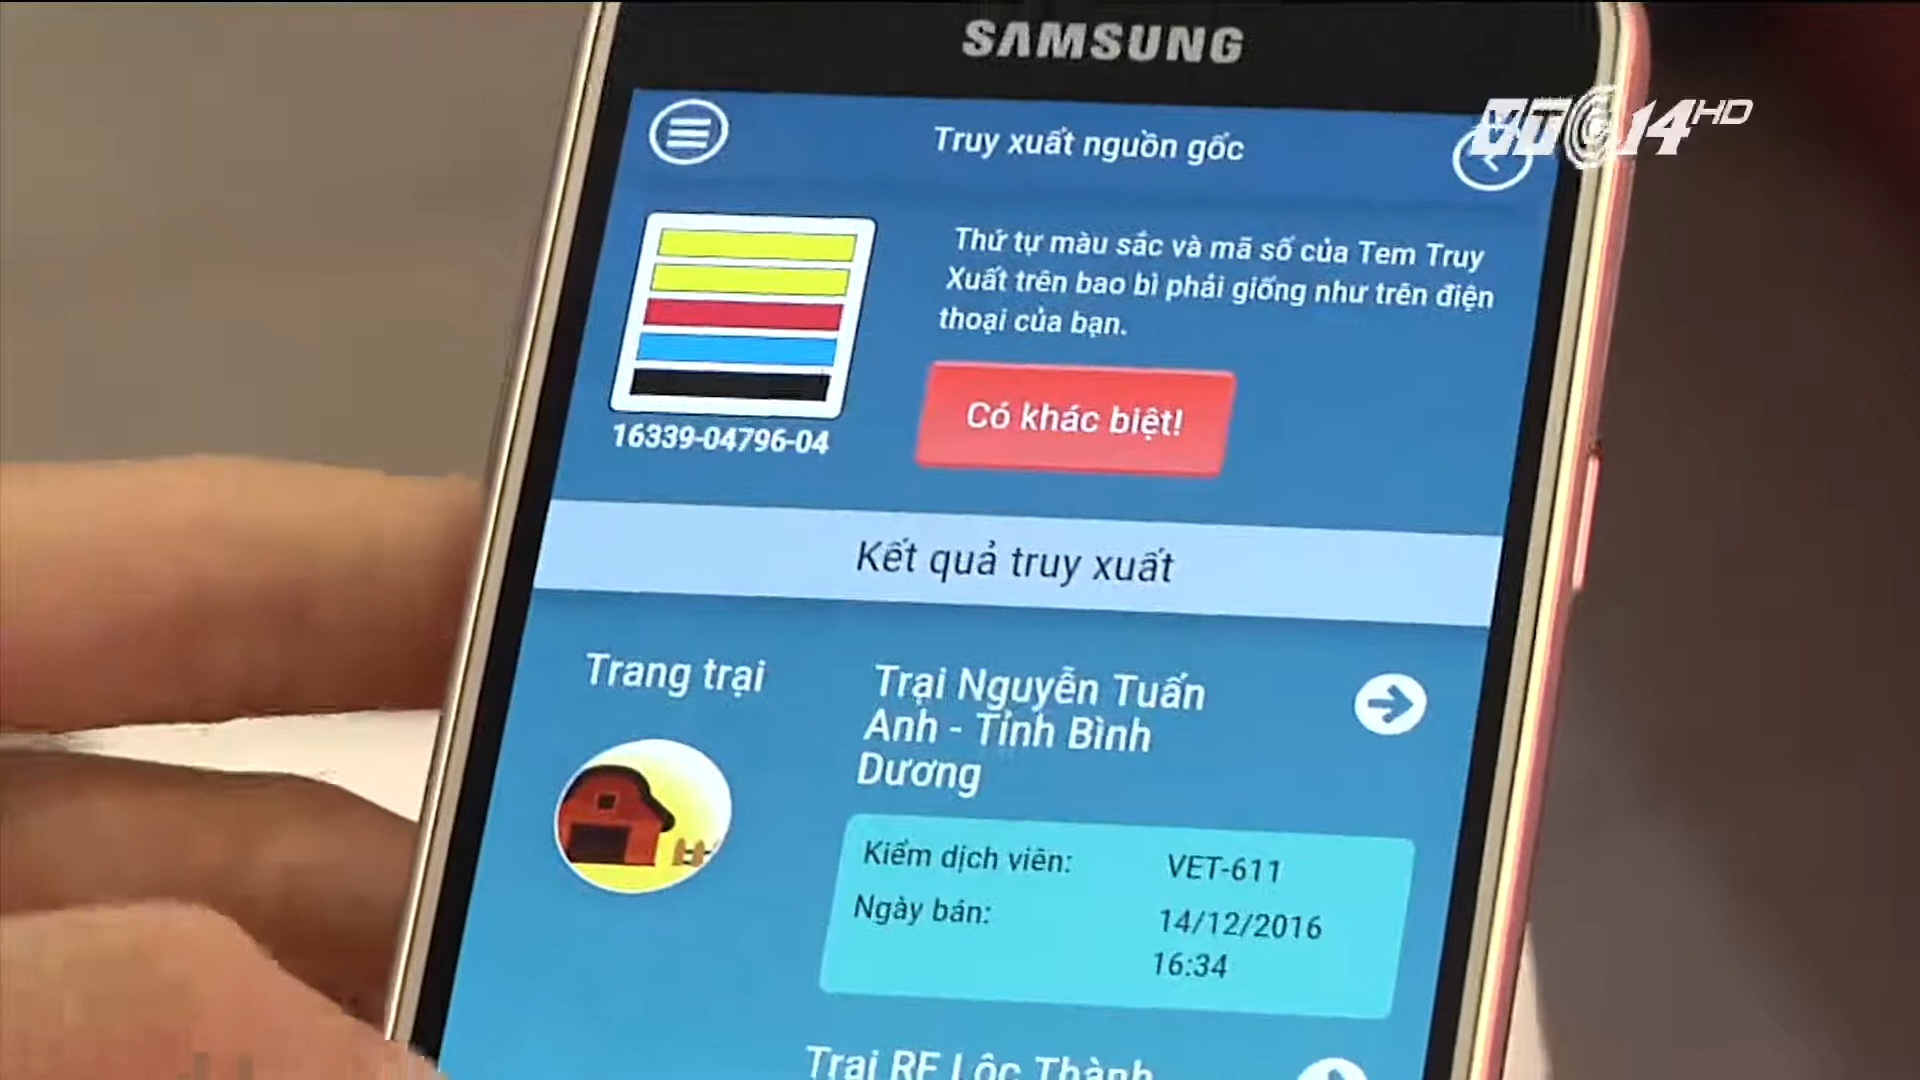 SAMSUNG
VTC14HD
Truy xuất nguồn gốc
Thứ tự màu sắc và mã số của Tem Truy
Xuất trên bao bì phải giống như trên điện
thoại của bạn.
Có khác biệt!
16339-04796-04
Kết quả truy xuất
Trang trại
Trại Nguyễn Tuấn
Anh - Tỉnh Bình
Dương
Kiểm dịch viên: VET-611
Ngày bán: 14/12/2016
16:34
Trại RF Lộc Thành